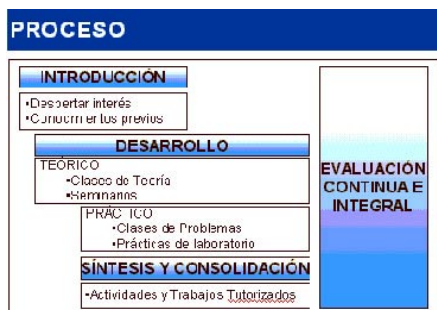 PROCESO
INTRODUCCIÓN
•Despertar interés
•Conocimientos previos
DESARROLLO
TEÓRICO
•Clases de Teoría
•Seminarios
PRÁCTICO
•Clases de Problemas
•Prácticas de laboratorio
SÍNTESIS Y CONSOLIDACIÓN
•Actividades y Trabajos Tutorizados
EVALUACIÓN
CONTINUA E
INTEGRAL